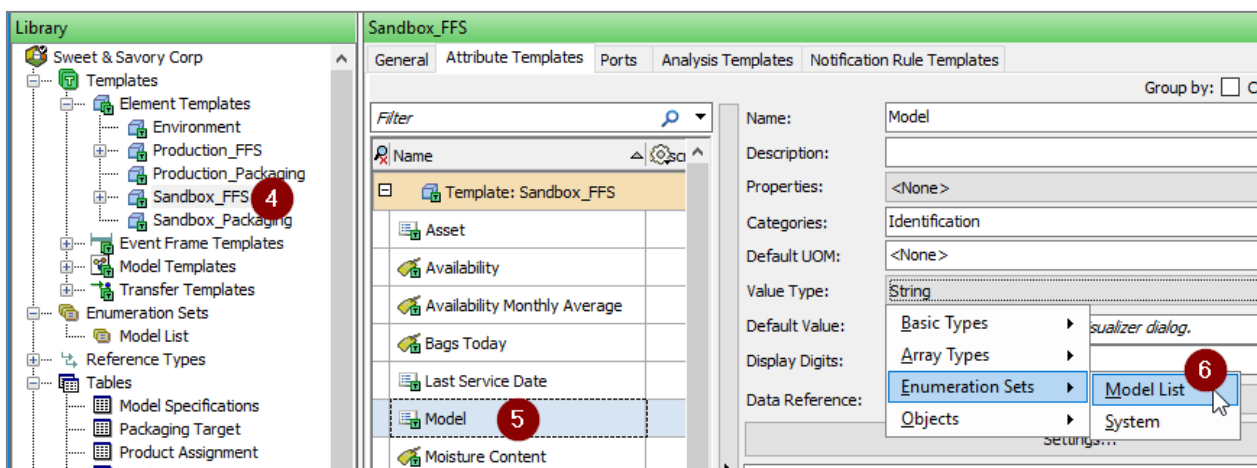 Library
Sweet & Savory Corp
Templates
Element Templates
Environment
Production_FFS
Production_Packaging
Sandbox_FFS
4
Sandbox_Packaging
Event Frame Templates
Model Templates
Transfer Templates
Enumeration Sets
Model List
Reference Types
Tables
Model Specifications
Packaging Target
Product Assignment
Sandbox_FFS
General Attribute Templates Ports Analysis Templates Notification Rule Templates
Group by:
Filter
Name
Template: Sandbox_FFS
Asset
Availability
Availability Monthly Average
Bags Today
Last Service Date
Model
5
Moisture Content
Name: Model
Description:
Properties: <None>
Categories: Identification
Default UOM: <None>
Value Type: String
Default Value: sualizer dialog.
Display Digits:
Data Reference:
Settings...
Basic Types
Array Types
Enumeration Sets
Objects
Model List
6
System